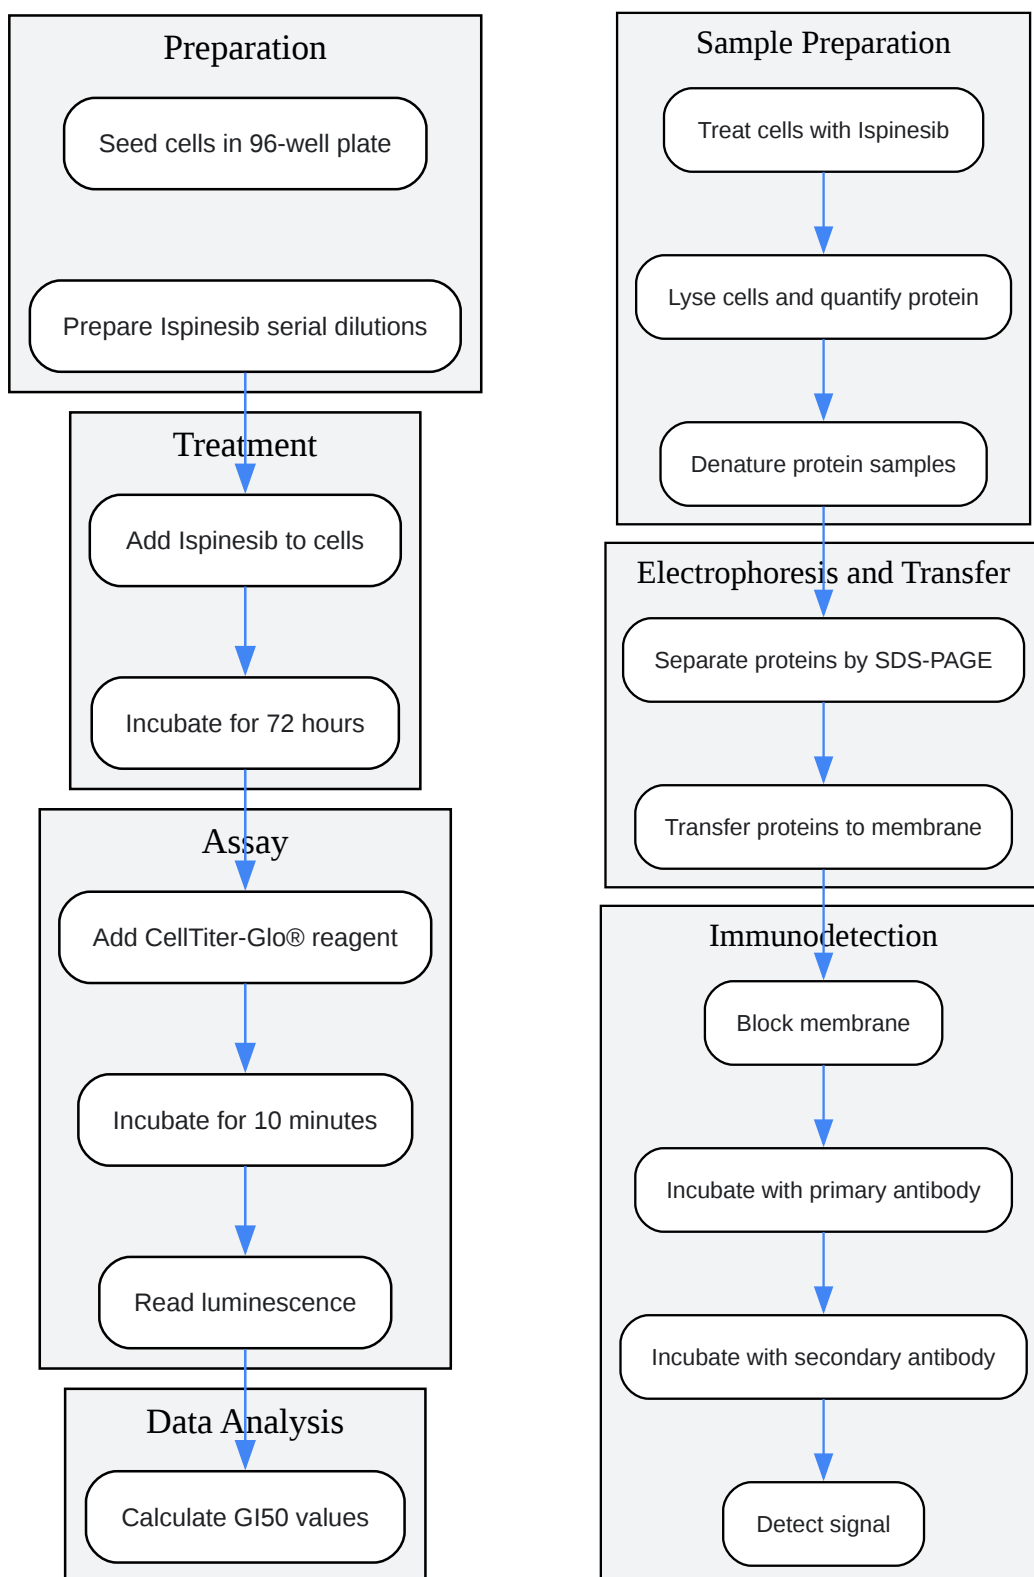 Preparation
Seed cells in 96-well plate
Prepare Ispinesib serial dilutions
Treatment
Add Ispinesib to cells
Incubate for 72 hours
Assay
Add CellTiter-Glo® reagent
Incubate for 10 minutes
Read luminescence
Data Analysis
Calculate GI50 values
Sample Preparation
Treat cells with Ispinesib
Lyse cells and quantify protein
Denature protein samples
Electrophoresis and Transfer
Separate proteins by SDS-PAGE
Transfer proteins to membrane
Immunodetection
Block membrane
Incubate with primary antibody
Incubate with secondary antibody
Detect signal